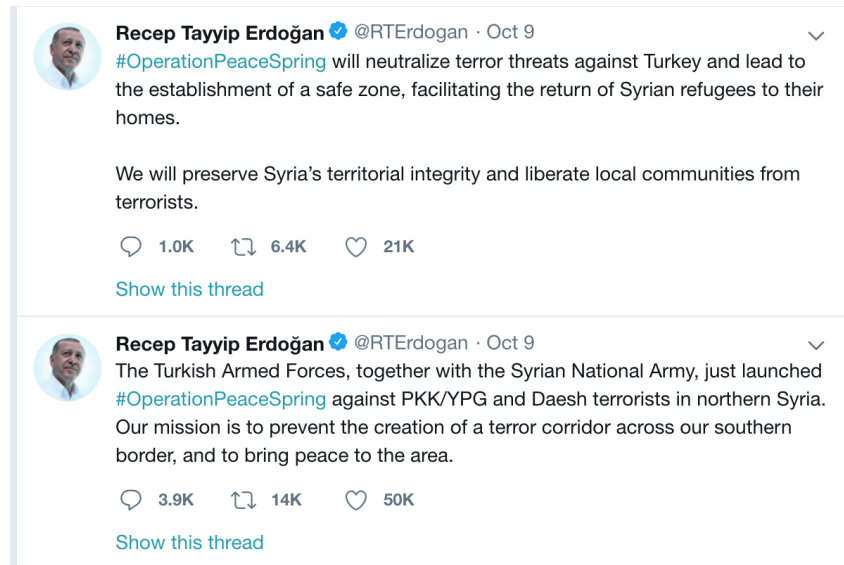 Recep Tayyip Erdoğan @RTErdogan · Oct 9
#OperationPeaceSpring will neutralize terror threats against Turkey and lead to
the establishment of a safe zone, facilitating the return of Syrian refugees to their
homes.
We will preserve Syria’s territorial integrity and liberate local communities from
terrorists.
1.0K 6.4K 21K
Show this thread
Recep Tayyip Erdoğan @RTErdogan · Oct 9
The Turkish Armed Forces, together with the Syrian National Army, just launched
#OperationPeaceSpring against PKK/YPG and Daesh terrorists in northern Syria.
Our mission is to prevent the creation of a terror corridor across our southern
border, and to bring peace to the area.
3.9K 14K 50K
Show this thread